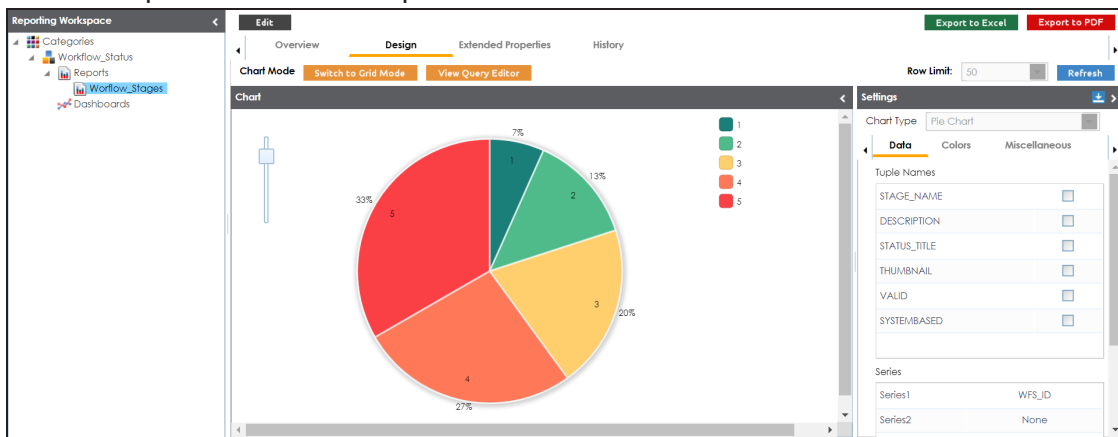 Reporting Workspace
Categories
Workflow_Status
Reports
Worflow_Stages
Dashboards
Edit
Export to Excel
Export to PDF
Overview
Design
Extended Properties
History
Chart Mode
Switch to Grid Mode
View Query Editor
Row Limit:
50
Refresh
Chart
7%
1
13%
2
20%
3
27%
4
33%
5
1
2
3
4
5
Settings
Chart Type
Pie Chart
Data
Colors
Miscellaneous
Tuple Names
STAGE_NAME
DESCRIPTION
STATUS_TITLE
THUMBNAIL
VALID
SYSTEMBASED
Series
Series1 WFS_ID
Series2 None